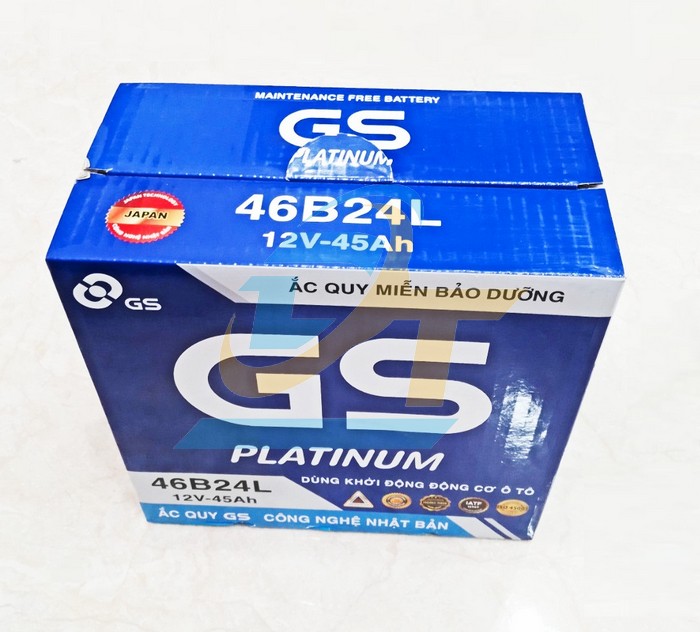 MAINTENANCE FREE BATTERY
GS
PLATINUM
JAPAN
46B24L
12V-45Ah
GS
ẮC QUY MIỄN BẢO DƯỠNG
GS
PLATINUM
46B24L
12V-45Ah
DÙNG KHỞI ĐỘNG ĐỘNG CƠ Ô TÔ
IATF
ẮC QUY GS CÔNG NGHỆ NHẬT BẢN